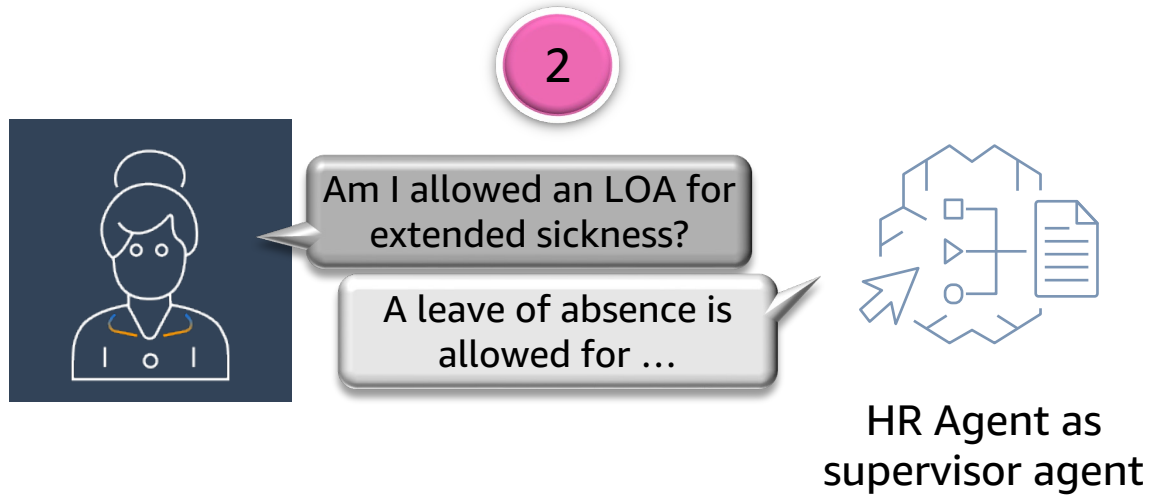 2
Am I allowed an LOA for
extended sickness?
A leave of absence is
allowed for …
HR Agent as
supervisor agent